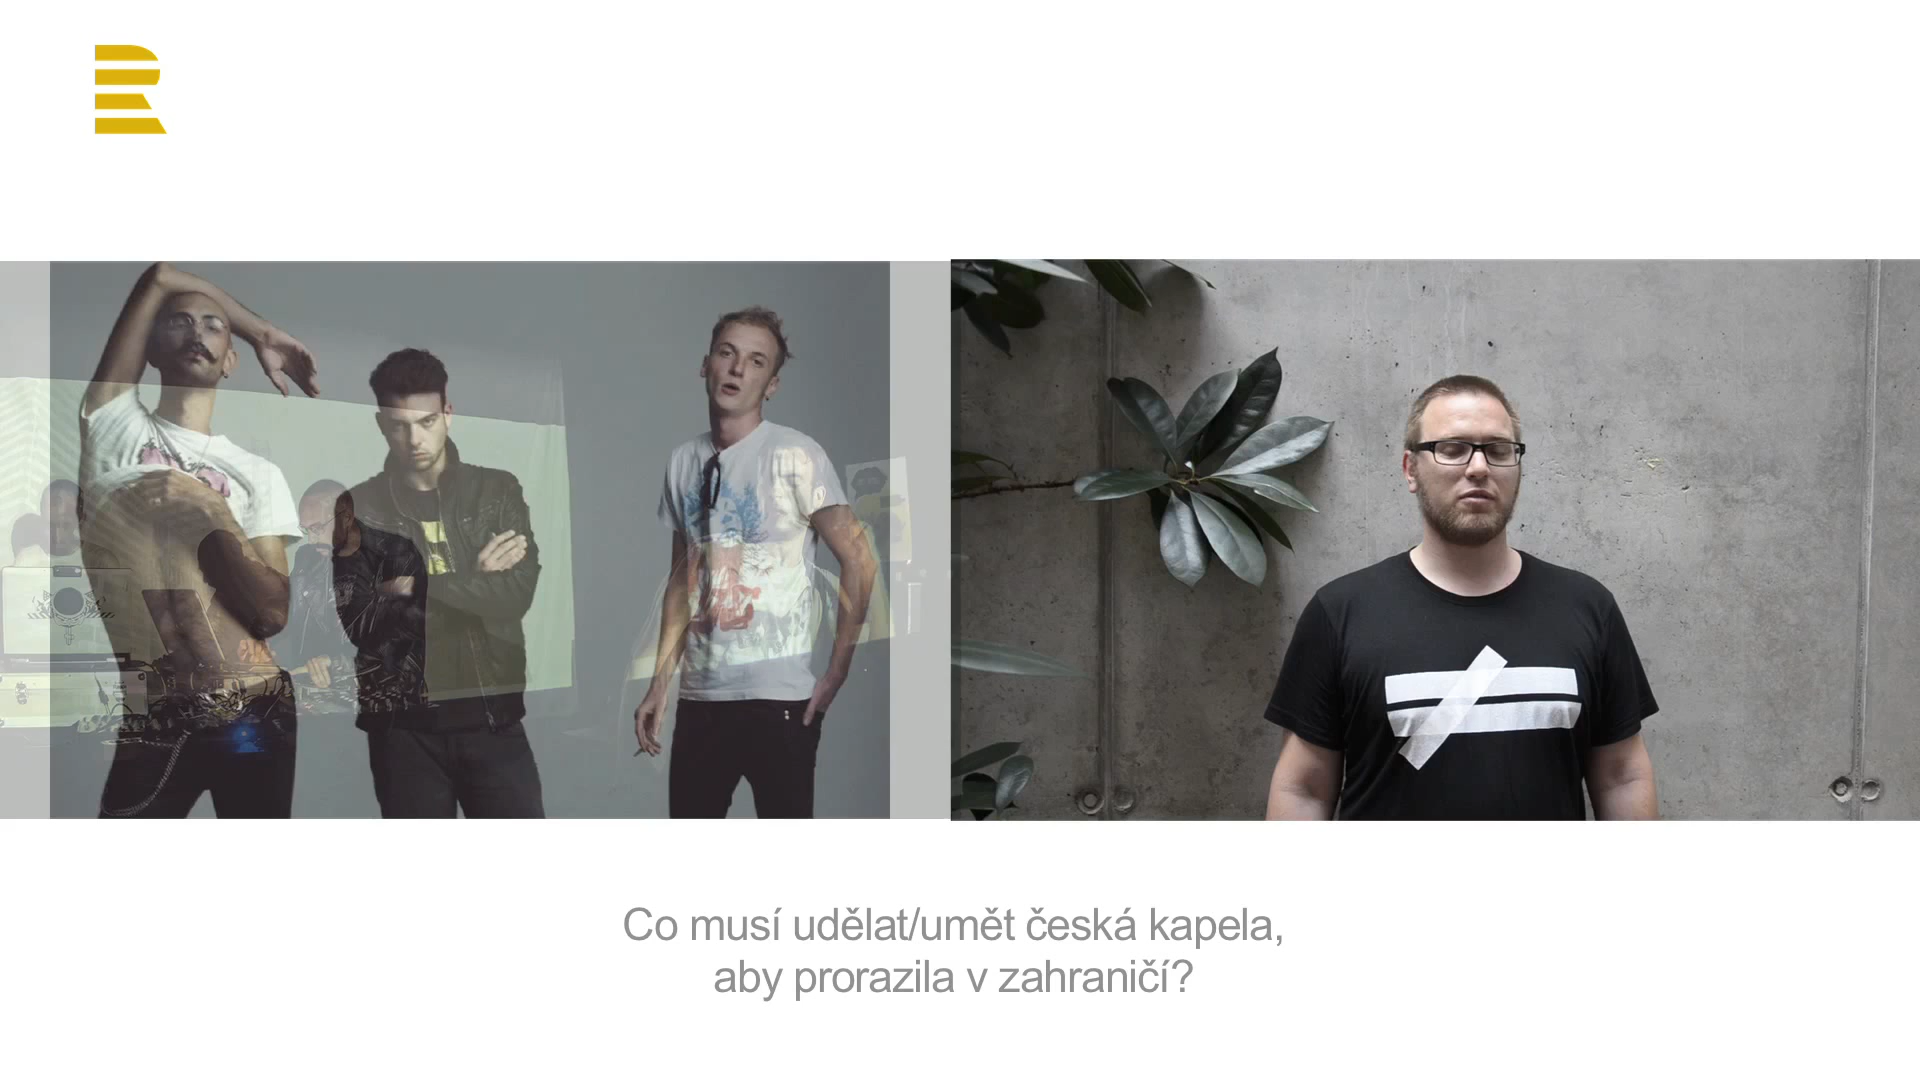 Co musí udělat/umět česká kapela,
aby prorazila v zahraničí?